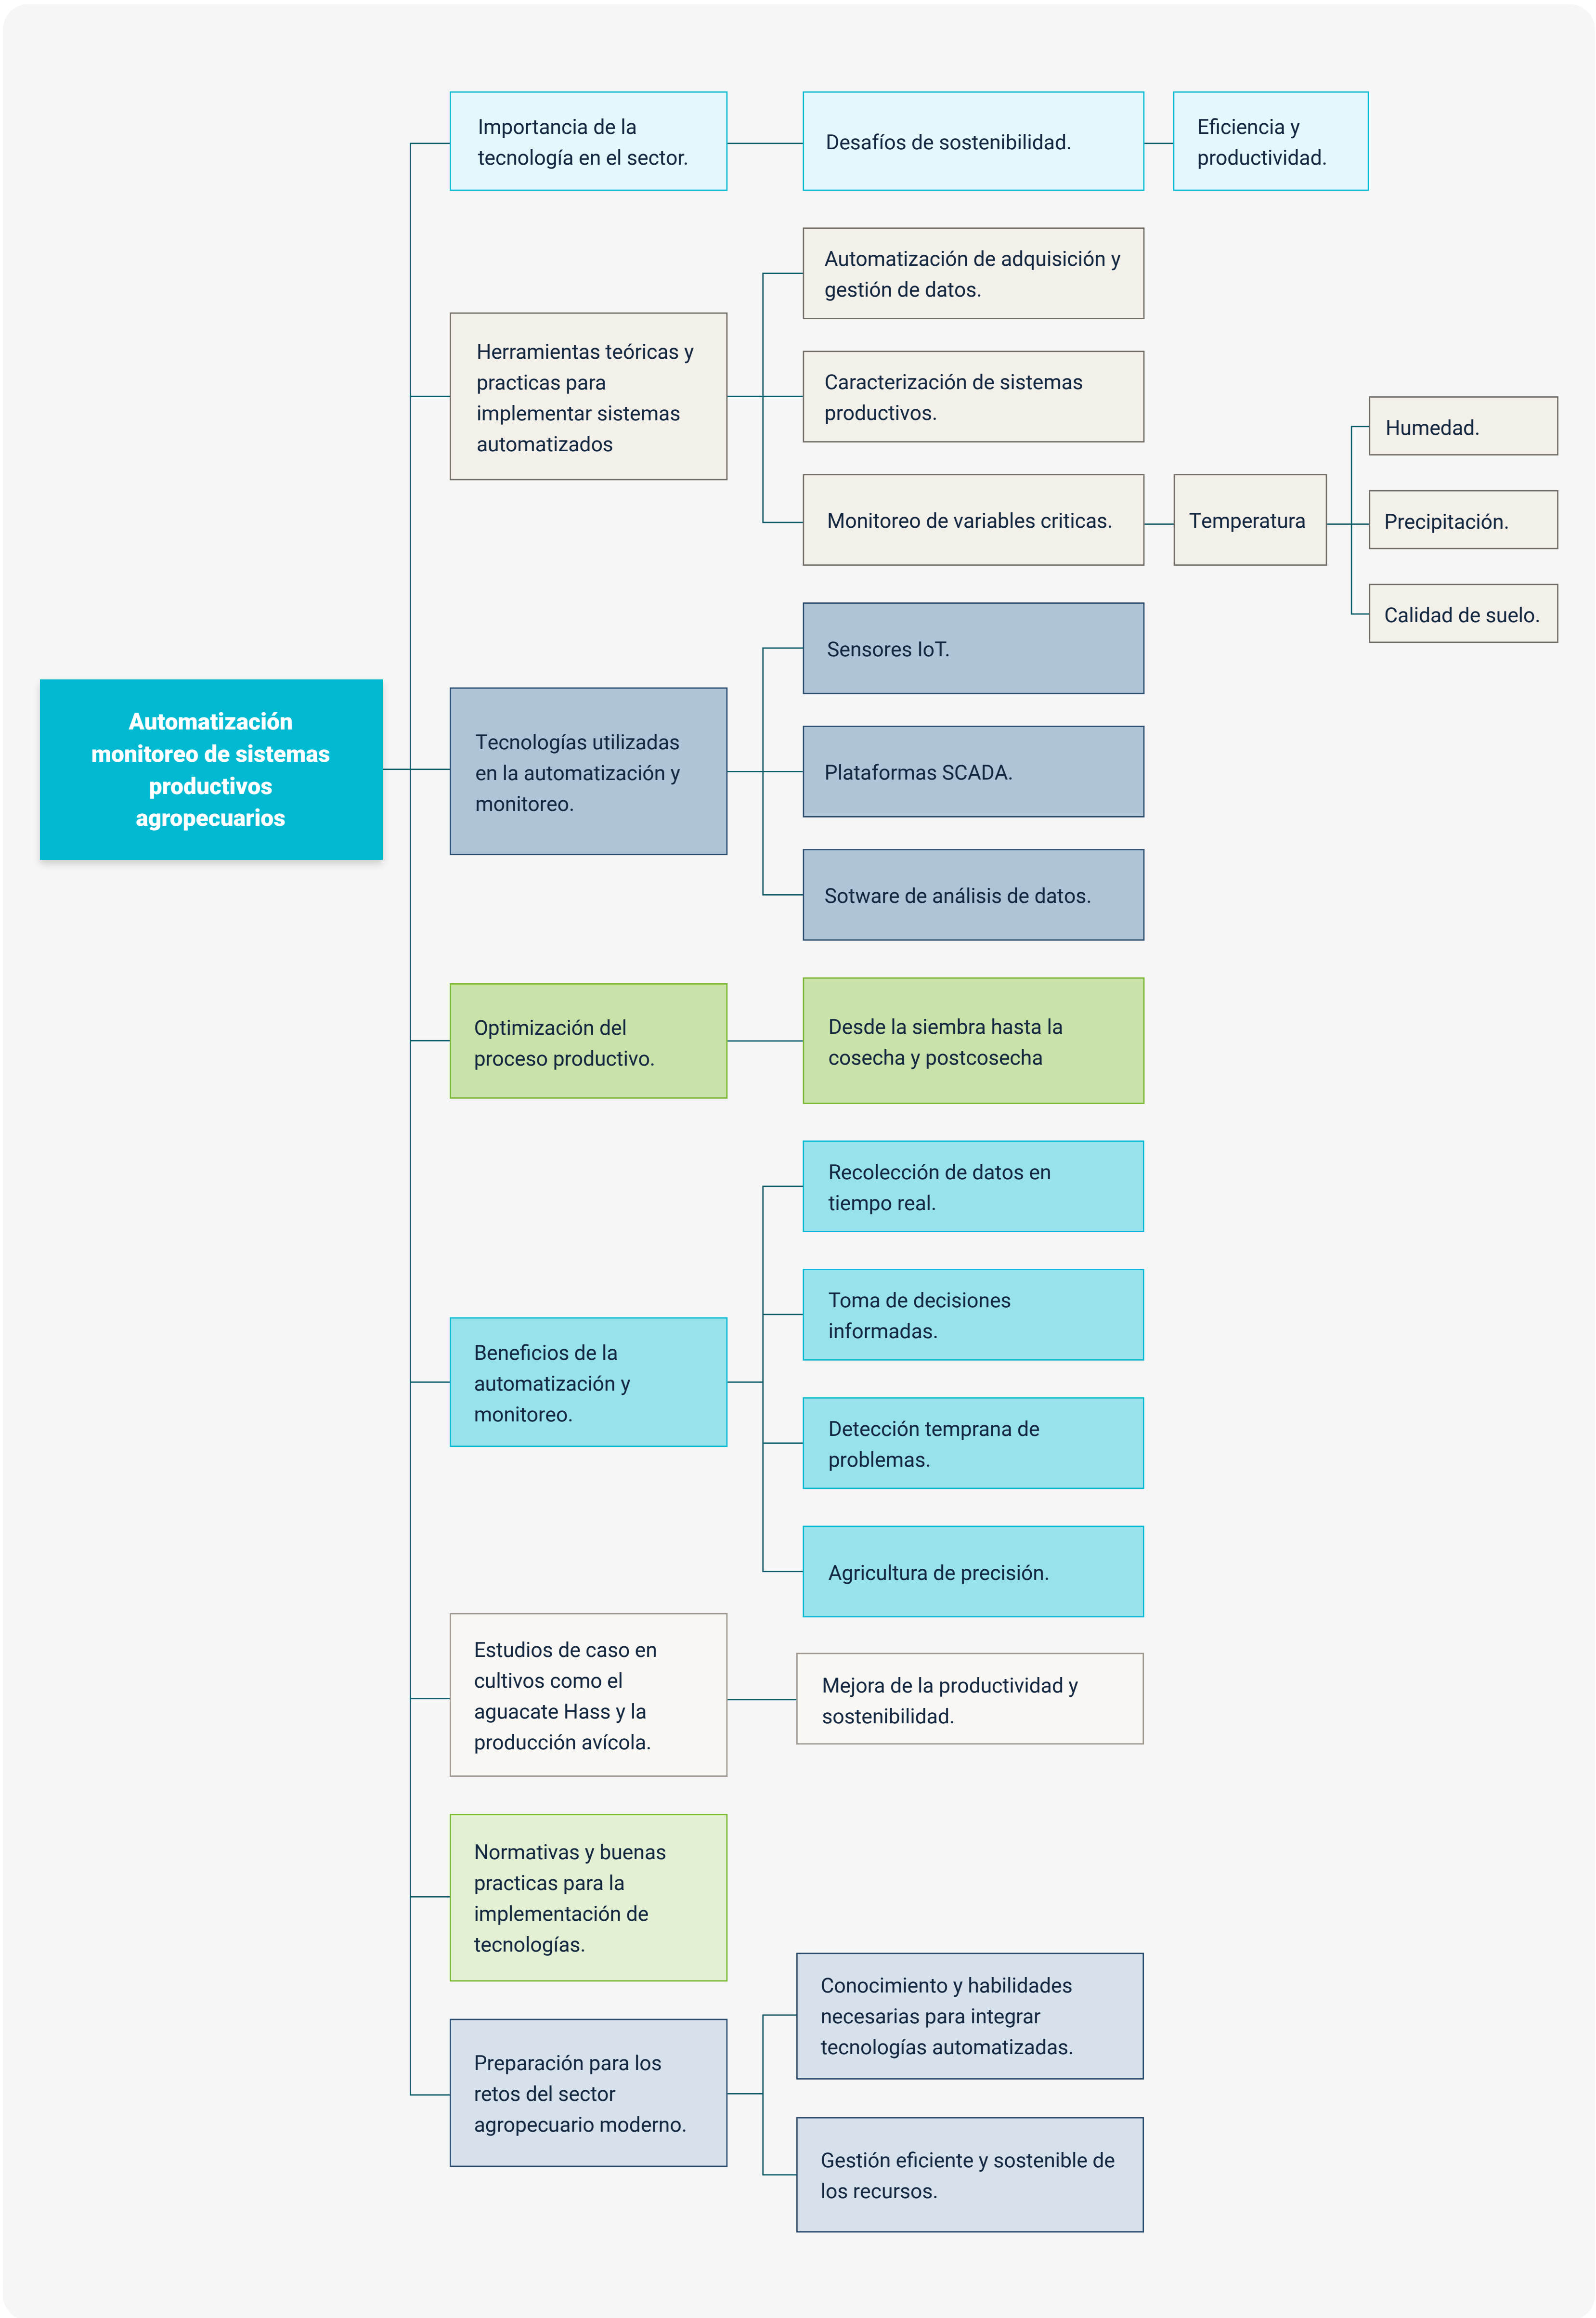 Automatización
monitoreo de sistemas
productivos
agropecuarios
Importancia de la
tecnología en el sector.
Desafíos de sostenibilidad.
Eficiencia y
productividad.
Herramientas teóricas y
practicas para
implementar sistemas
automatizados
Automatización de adquisición y
gestión de datos.
Caracterización de sistemas
productivos.
Monitoreo de variables criticas.
Temperatura
Humedad.
Precipitación.
Calidad de suelo.
Tecnologías utilizadas
en la automatización y
monitoreo.
Sensores IoT.
Plataformas SCADA.
Sotware de análisis de datos.
Optimización del
proceso productivo.
Desde la siembra hasta la
cosecha y postcosecha
Beneficios de la
automatización y
monitoreo.
Recolección de datos en
tiempo real.
Toma de decisiones
informadas.
Detección temprana de
problemas.
Agricultura de precisión.
Estudios de caso en
cultivos como el
aguacate Hass y la
producción avícola.
Mejora de la productividad y
sostenibilidad.
Normativas y buenas
practicas para la
implementación de
tecnologías.
Preparación para los
retos del sector
agropecuario moderno.
Conocimiento y habilidades
necesarias para integrar
tecnologías automatizadas.
Gestión eficiente y sostenible de
los recursos.